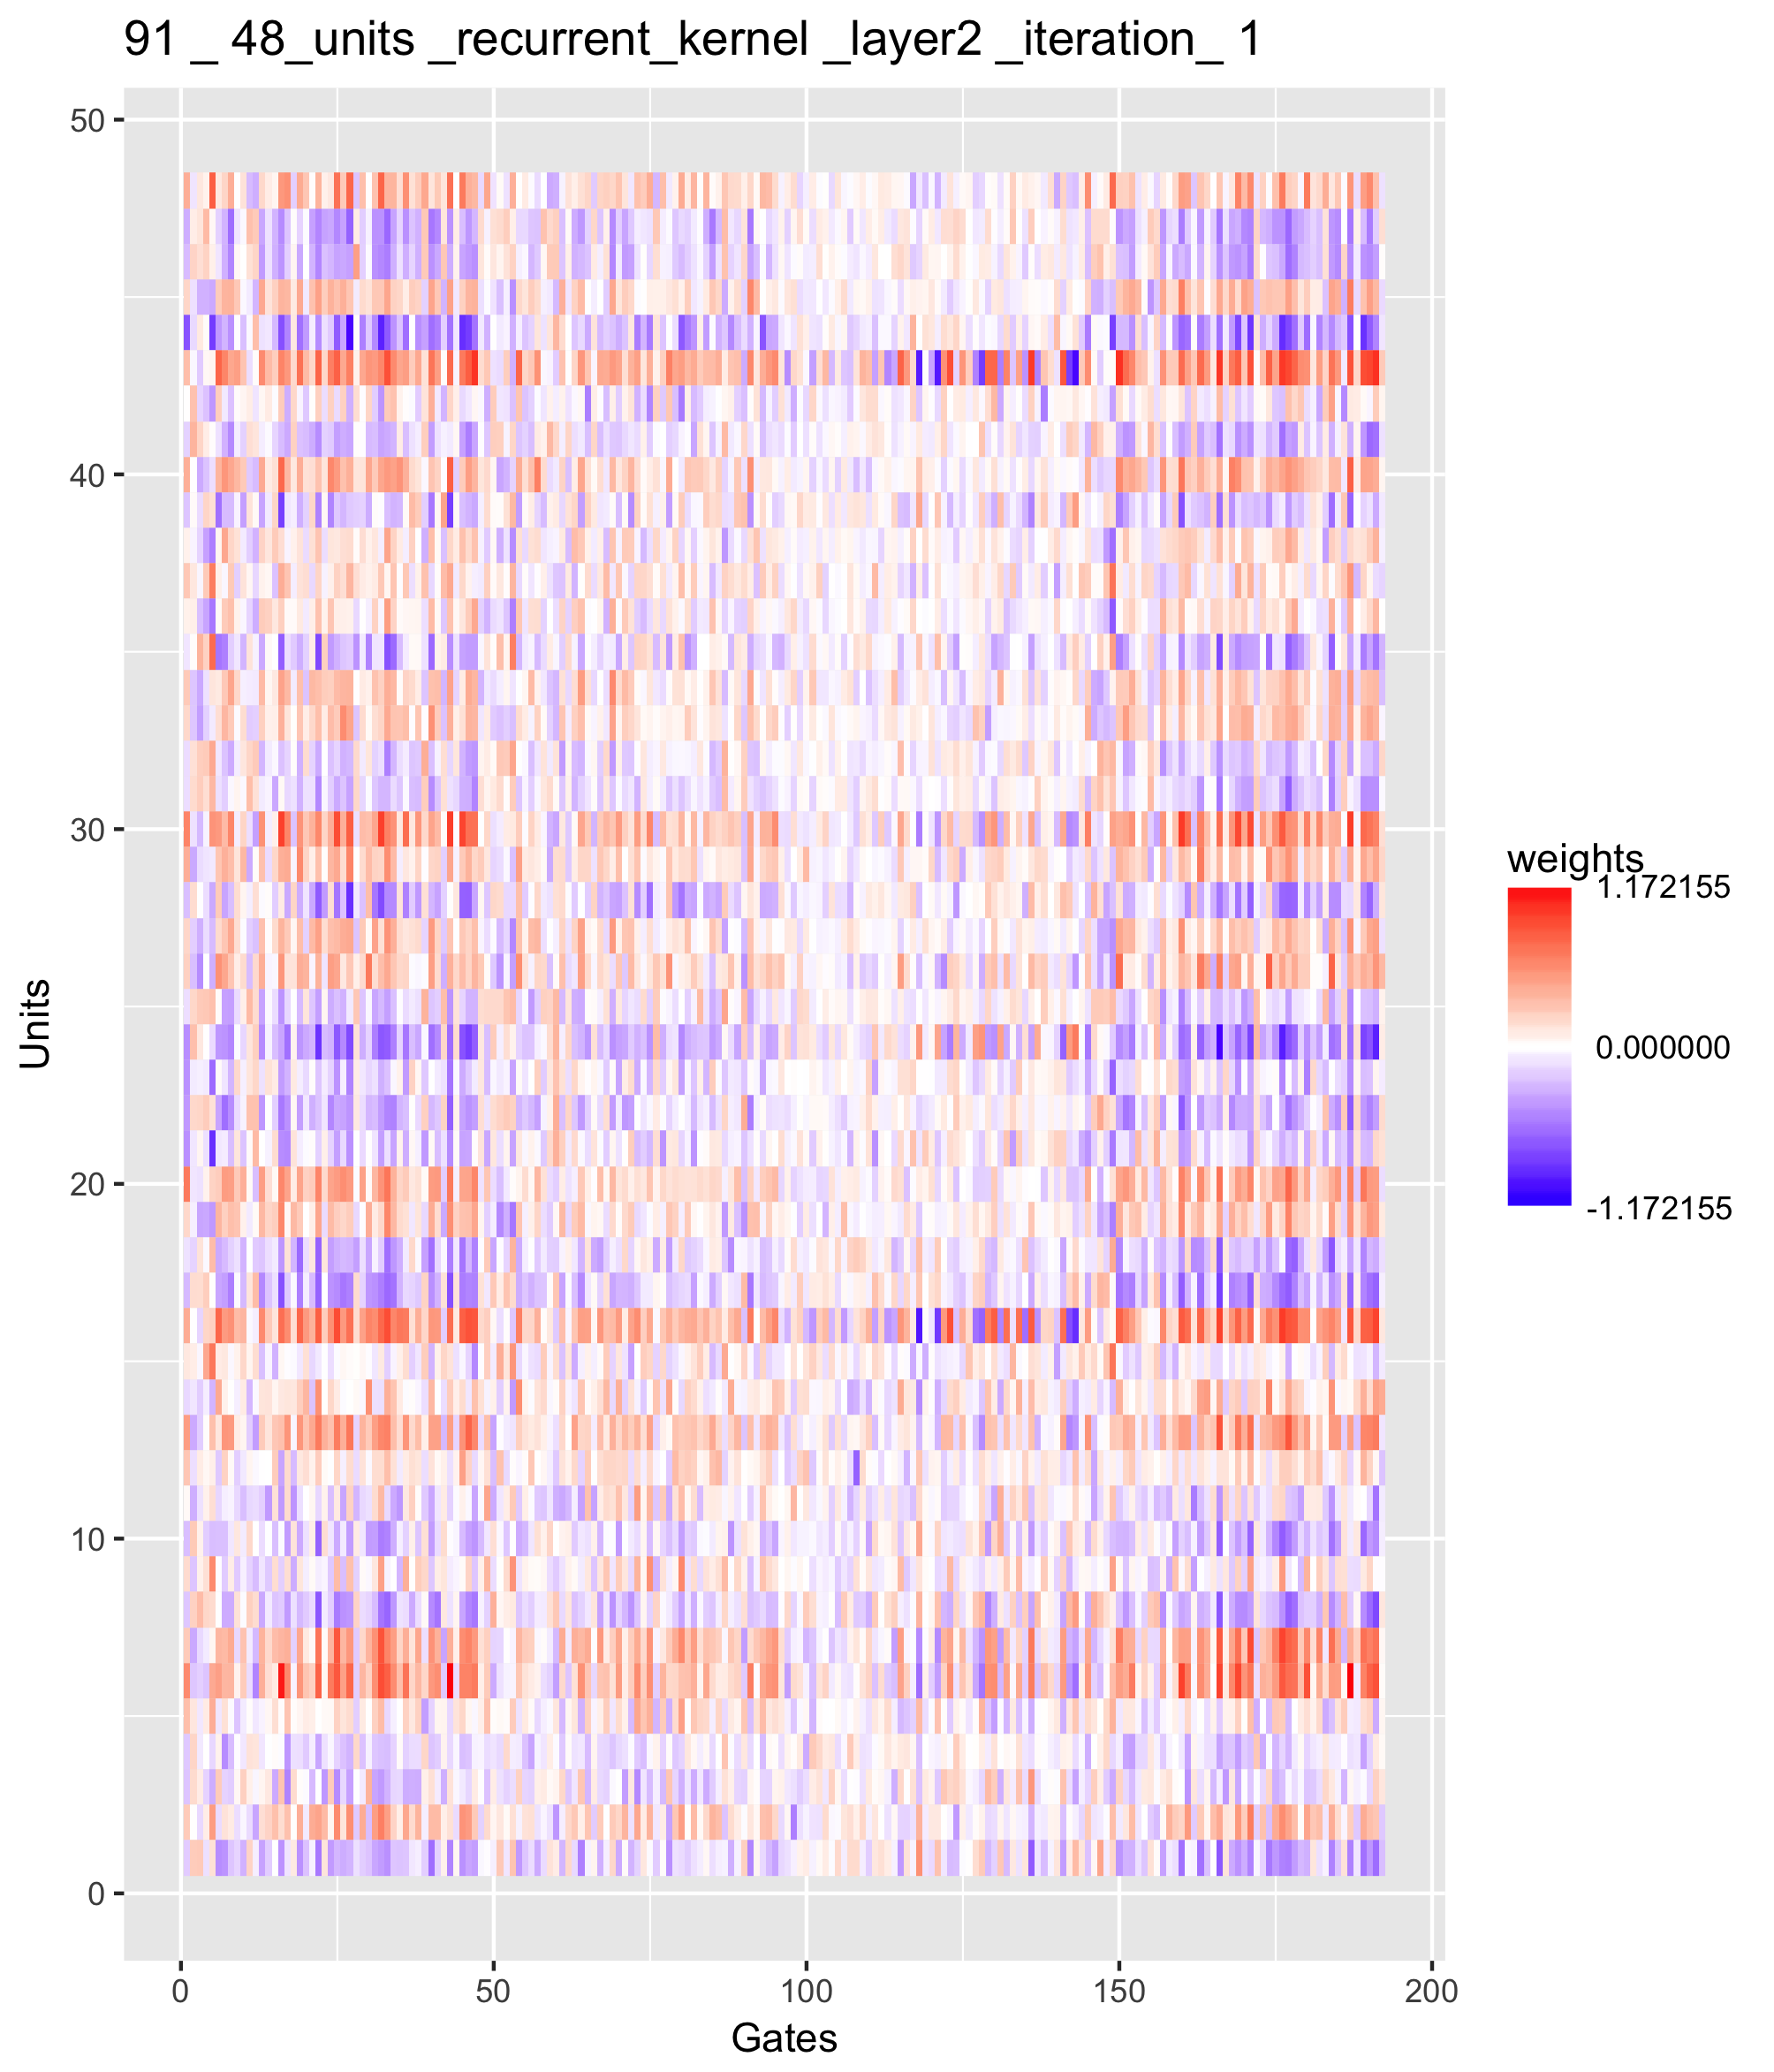 91 _ 48_units _recurrent_kernel _layer2 _iteration_ 1
50
40
30
20
10
0
Units
0 50 100 150 200
Gates
weights
1.172155
0.000000
-1.172155